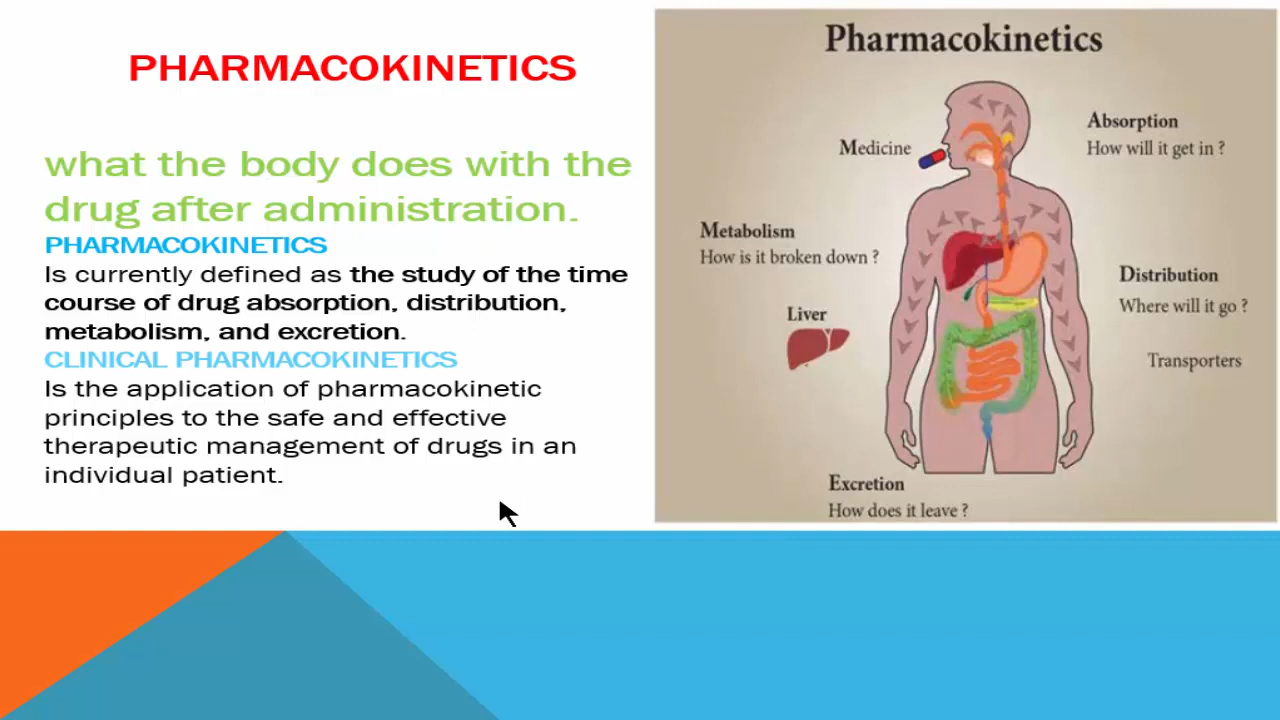 PHARMACOKINETICS
what the body does with the
drug after administration.
PHARMACOKINETICS
Is currently defined as the study of the time
course of drug absorption, distribution,
metabolism, and excretion.
CLINICAL PHARMACOKINETICS
Is the application of pharmacokinetic
principles to the safe and effective
therapeutic management of drugs in an
individual patient.
Pharmacokinetics
Medicine
Absorption
How will it get in ?
Metabolism
How is it broken down ?
Distribution
Where will it go ?
Liver
Transporters
Excretion
How does it leave ?